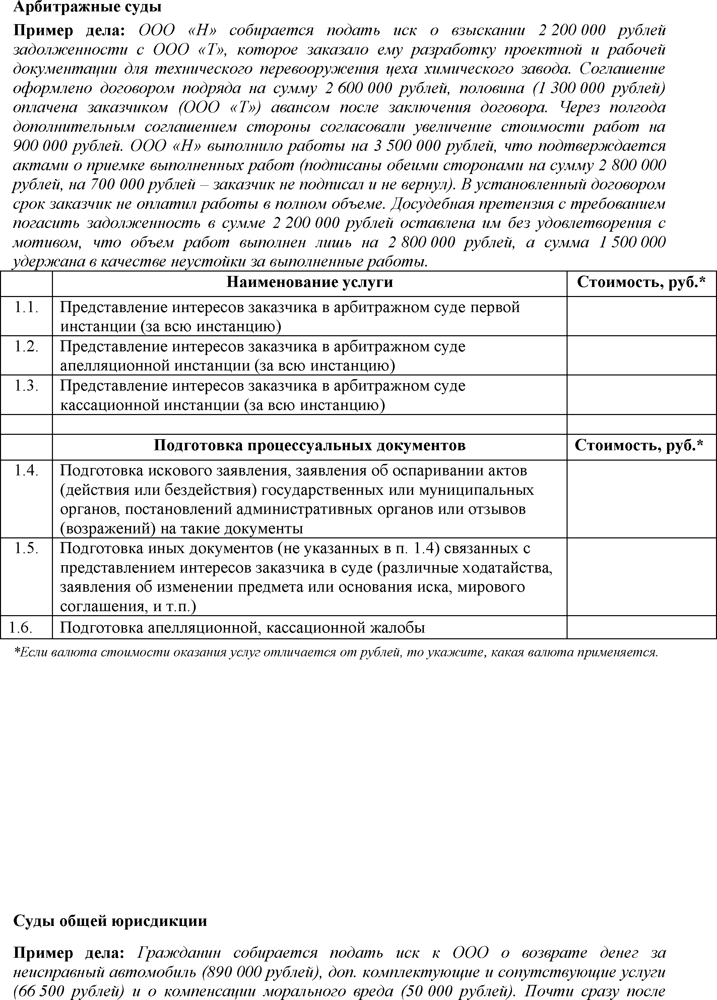 Арбитражные суды
Пример дела: ООО «Н» собирается подать иск о взыскании 2 200 000 рублей
задолженности с ООО «Т», которое заказало ему разработку проектной и рабочей
документации для технического перевооружения цеха химического завода. Соглашение
оформлено договором подряда на сумму 2 600 000 рублей, половина (1 300 000 рублей)
оплачена заказчиком (ООО «Т») авансом после заключения договора. Через полгода
дополнительным соглашением стороны согласовали увеличение стоимости работ на
900 000 рублей. ООО «Н» выполнило работы на 3 500 000 рублей, что подтверждается
актами о приемке выполненных работ (подписаны обеими сторонами на сумму 2 800 000
рублей, на 700 000 рублей – заказчик не подписал и не вернул). В установленный договором
срок заказчик не оплатил работы в полном объеме. Досудебная претензия с требованием
погасить задолженность в сумме 2 200 000 рублей оставлена им без удовлетворения с
мотивом, что объем работ выполнен лишь на 2 800 000 рублей, а сумма 1 500 000
удержана в качестве неустойки за выполненные работы.
Наименование услуги Стоимость, руб.*
1.1. Представление интересов заказчика в арбитражном суде первой
инстанции (за всю инстанцию)
1.2. Представление интересов заказчика в арбитражном суде
апелляционной инстанции (за всю инстанцию)
1.3. Представление интересов заказчика в арбитражном суде
кассационной инстанции (за всю инстанцию)
Подготовка процессуальных документов Стоимость, руб.*
1.4. Подготовка искового заявления, заявления об оспаривании актов
(действия или бездействия) государственных или муниципальных
органов, постановлений административных органов или отзывов
(возражений) на такие документы
1.5. Подготовка иных документов (не указанных в п. 1.4) связанных с
представлением интересов заказчика в суде (различные ходатайства,
заявления об изменении предмета или основания иска, мирового
соглашения, и т.п.)
1.6. Подготовка апелляционной, кассационной жалобы
*Если валюта стоимости оказания услуг отличается от рублей, то укажите, какая валюта применяется.
Суды общей юрисдикции
Пример дела: Гражданин собирается подать иск к ООО о возврате денег за
неисправный автомобиль (890 000 рублей), доп. комплектующие и сопутствующие услуги
(66 500 рублей) и о компенсации морального вреда (50 000 рублей). Почти сразу после